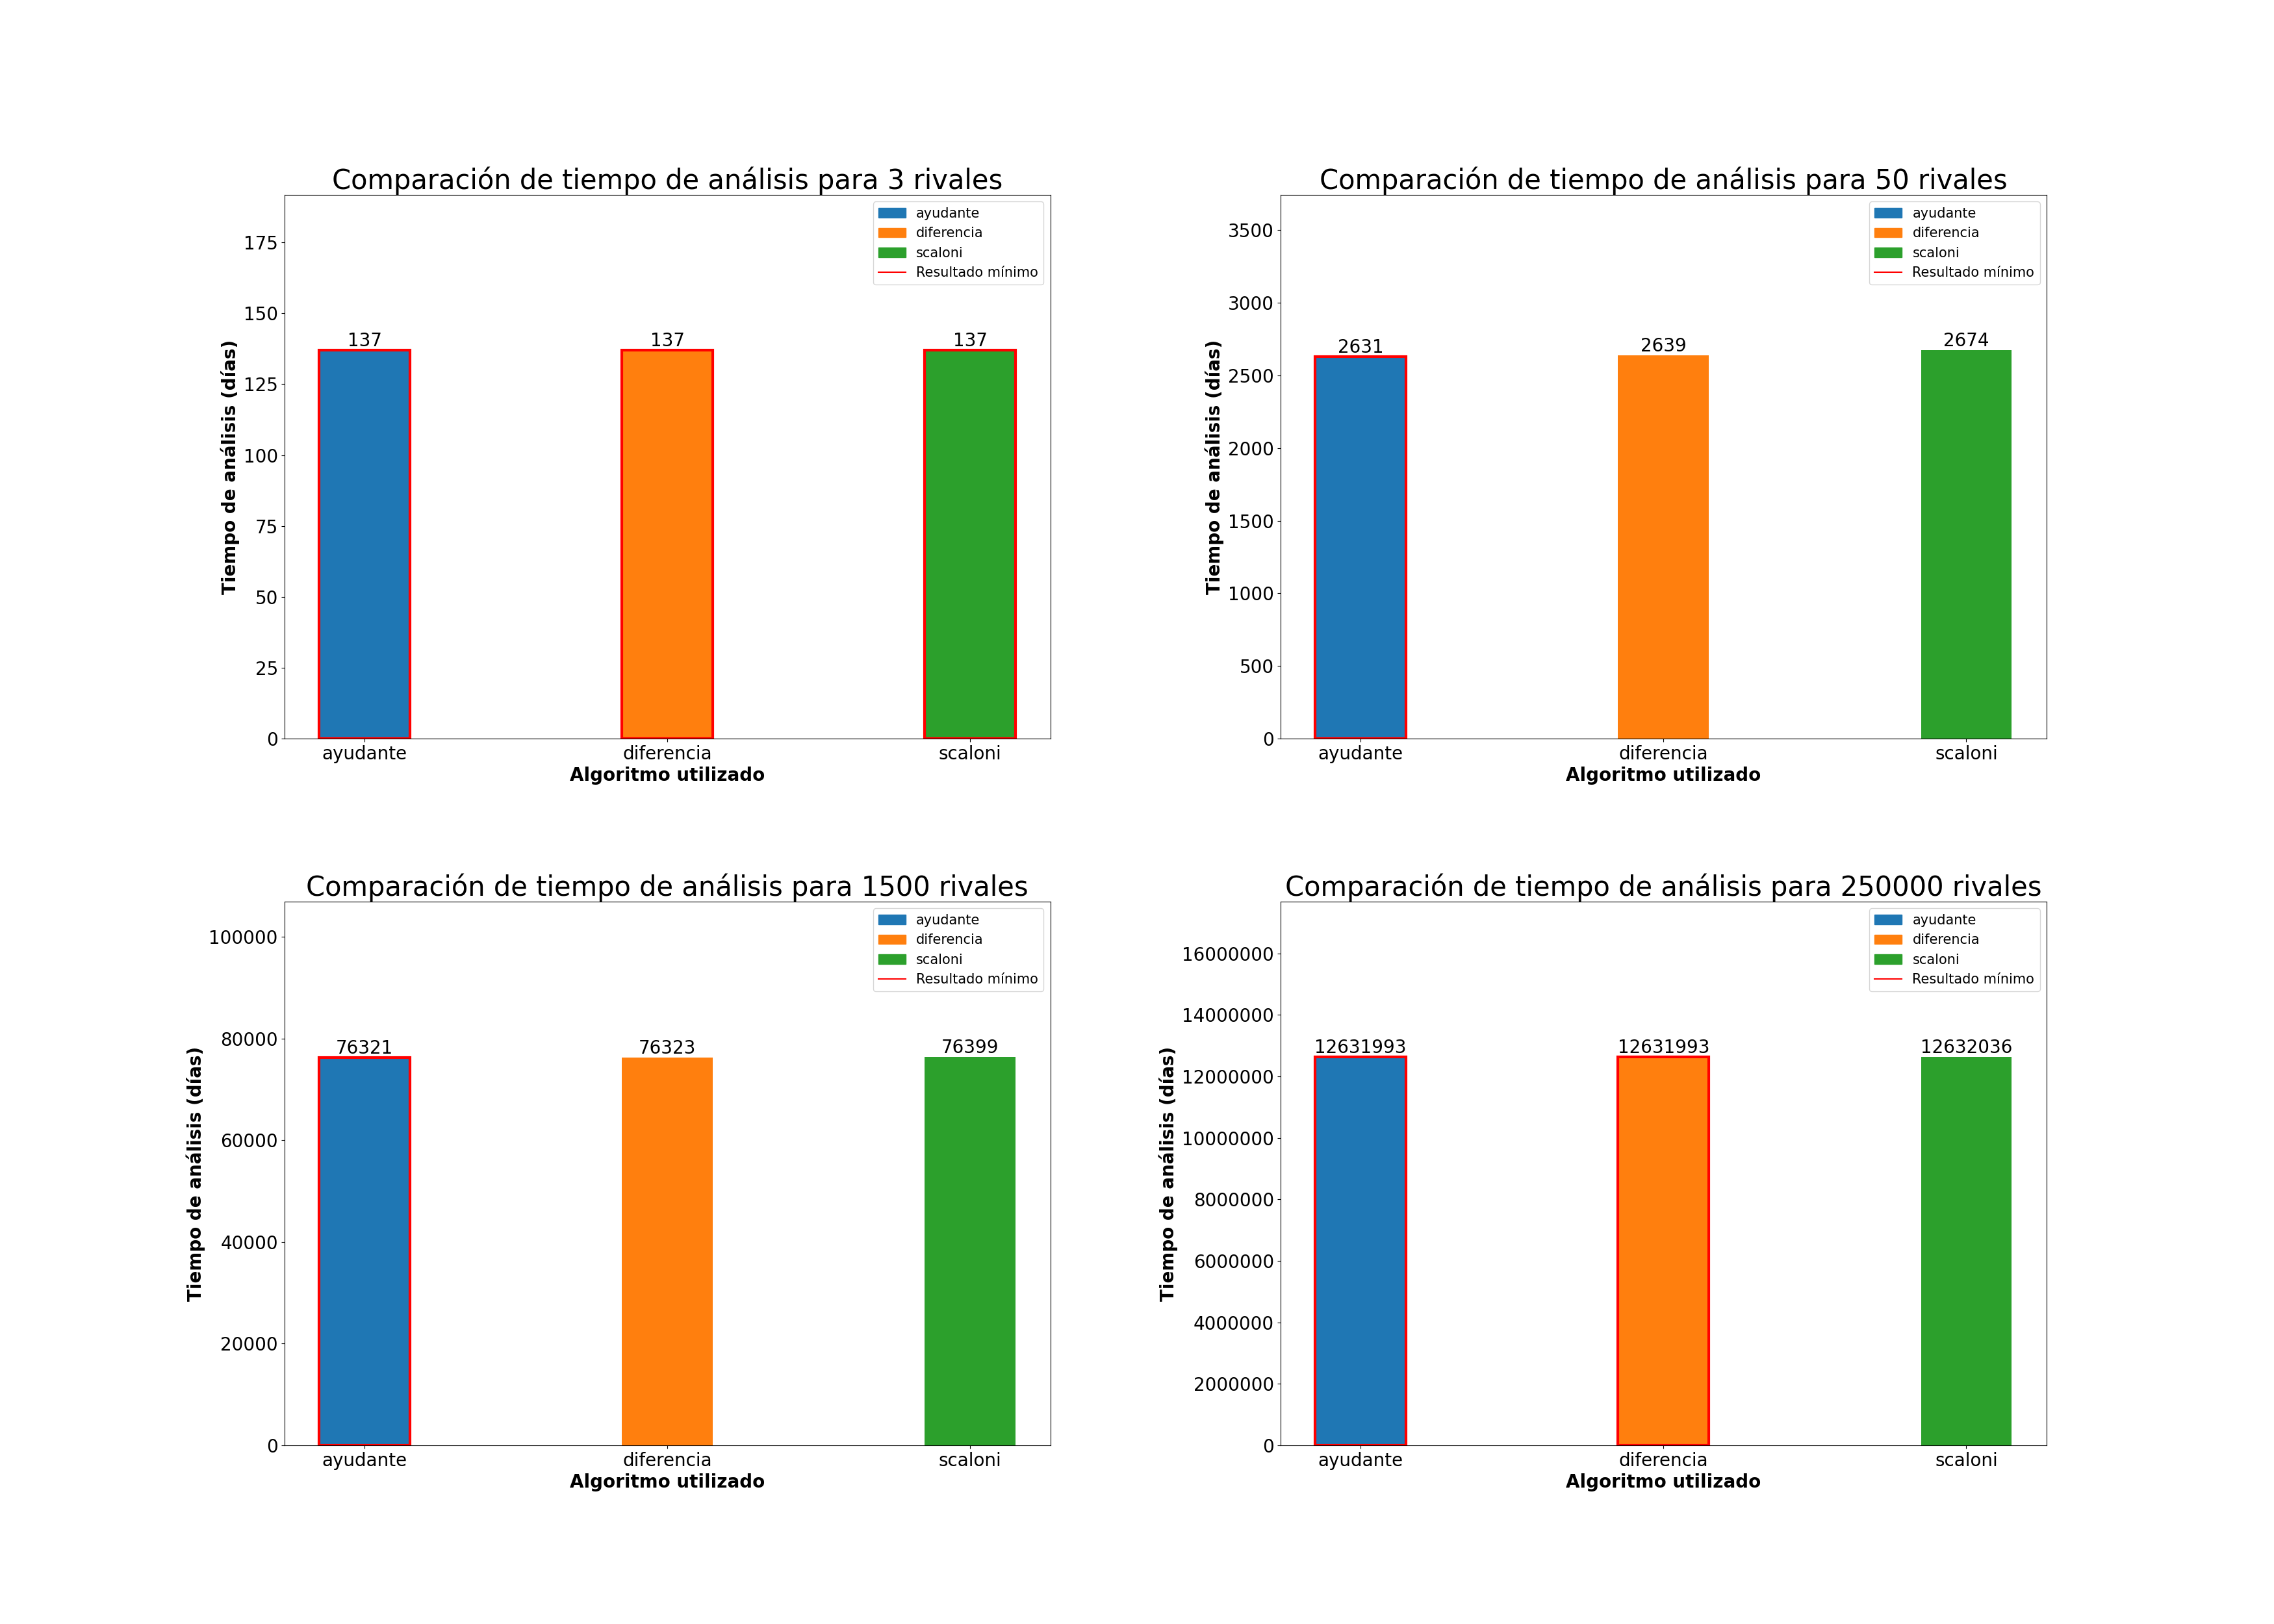 Comparación de tiempo de análisis para 3 rivales
ayudante
diferencia
scaloni
Resultado mínimo
175
150
125
100
75
50
25
0
137
137
137
Tiempo de análisis (días)
ayudante
diferencia
scaloni
Algoritmo utilizado
Comparación de tiempo de análisis para 50 rivales
ayudante
diferencia
scaloni
Resultado mínimo
3500
3000
2500
2000
1500
1000
500
0
2631
2639
2674
Tiempo de análisis (días)
ayudante
diferencia
scaloni
Algoritmo utilizado
Comparación de tiempo de análisis para 1500 rivales
ayudante
diferencia
scaloni
Resultado mínimo
100000
80000
60000
40000
20000
0
76321
76323
76399
Tiempo de análisis (días)
ayudante
diferencia
scaloni
Algoritmo utilizado
Comparación de tiempo de análisis para 250000 rivales
ayudante
diferencia
scaloni
Resultado mínimo
16000000
14000000
12000000
10000000
8000000
6000000
4000000
2000000
0
12631993
12631993
12632036
Tiempo de análisis (días)
ayudante
diferencia
scaloni
Algoritmo utilizado